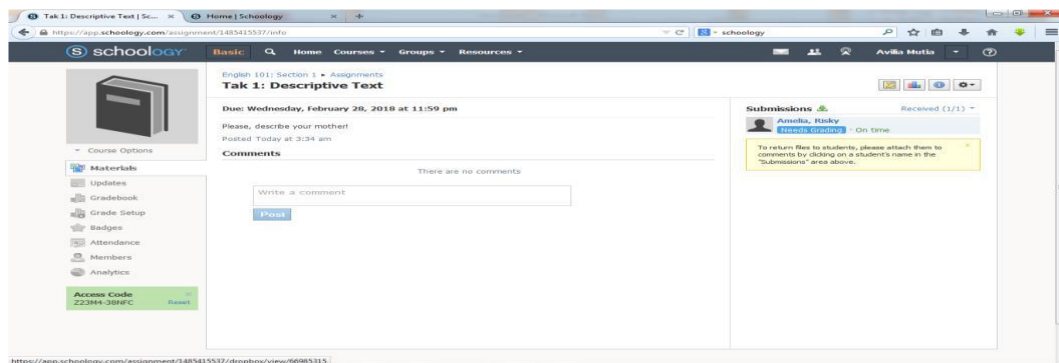 Tak 1: Descriptive Text | Sc... ×
Home | Schoology ×
https://app.schoology.com/assignment/1485415537/info
schoology
S schoology Basic Home Courses Groups Resources Avilia Mutia
English 101: Section 1 ▸ Assignments
Tak 1: Descriptive Text
Due: Wednesday, February 28, 2018 at 11:59 pm
Please, describe your mother!
Posted Today at 3:34 am
Comments
There are no comments
Write a comment
Post
Submissions Received (1/1)
Amelia, Risky
Needs Grading · On time
To return files to students, please attach them to
comments by clicking on a student's name in the
"Submissions" area above.
Course Options
Materials
Updates
Gradebook
Grade Setup
Badges
Attendance
Members
Analytics
Access Code
Z23M4-38NFC Reset
https://app.schoology.com/assignment/1485415537/dropbox/view/66985315